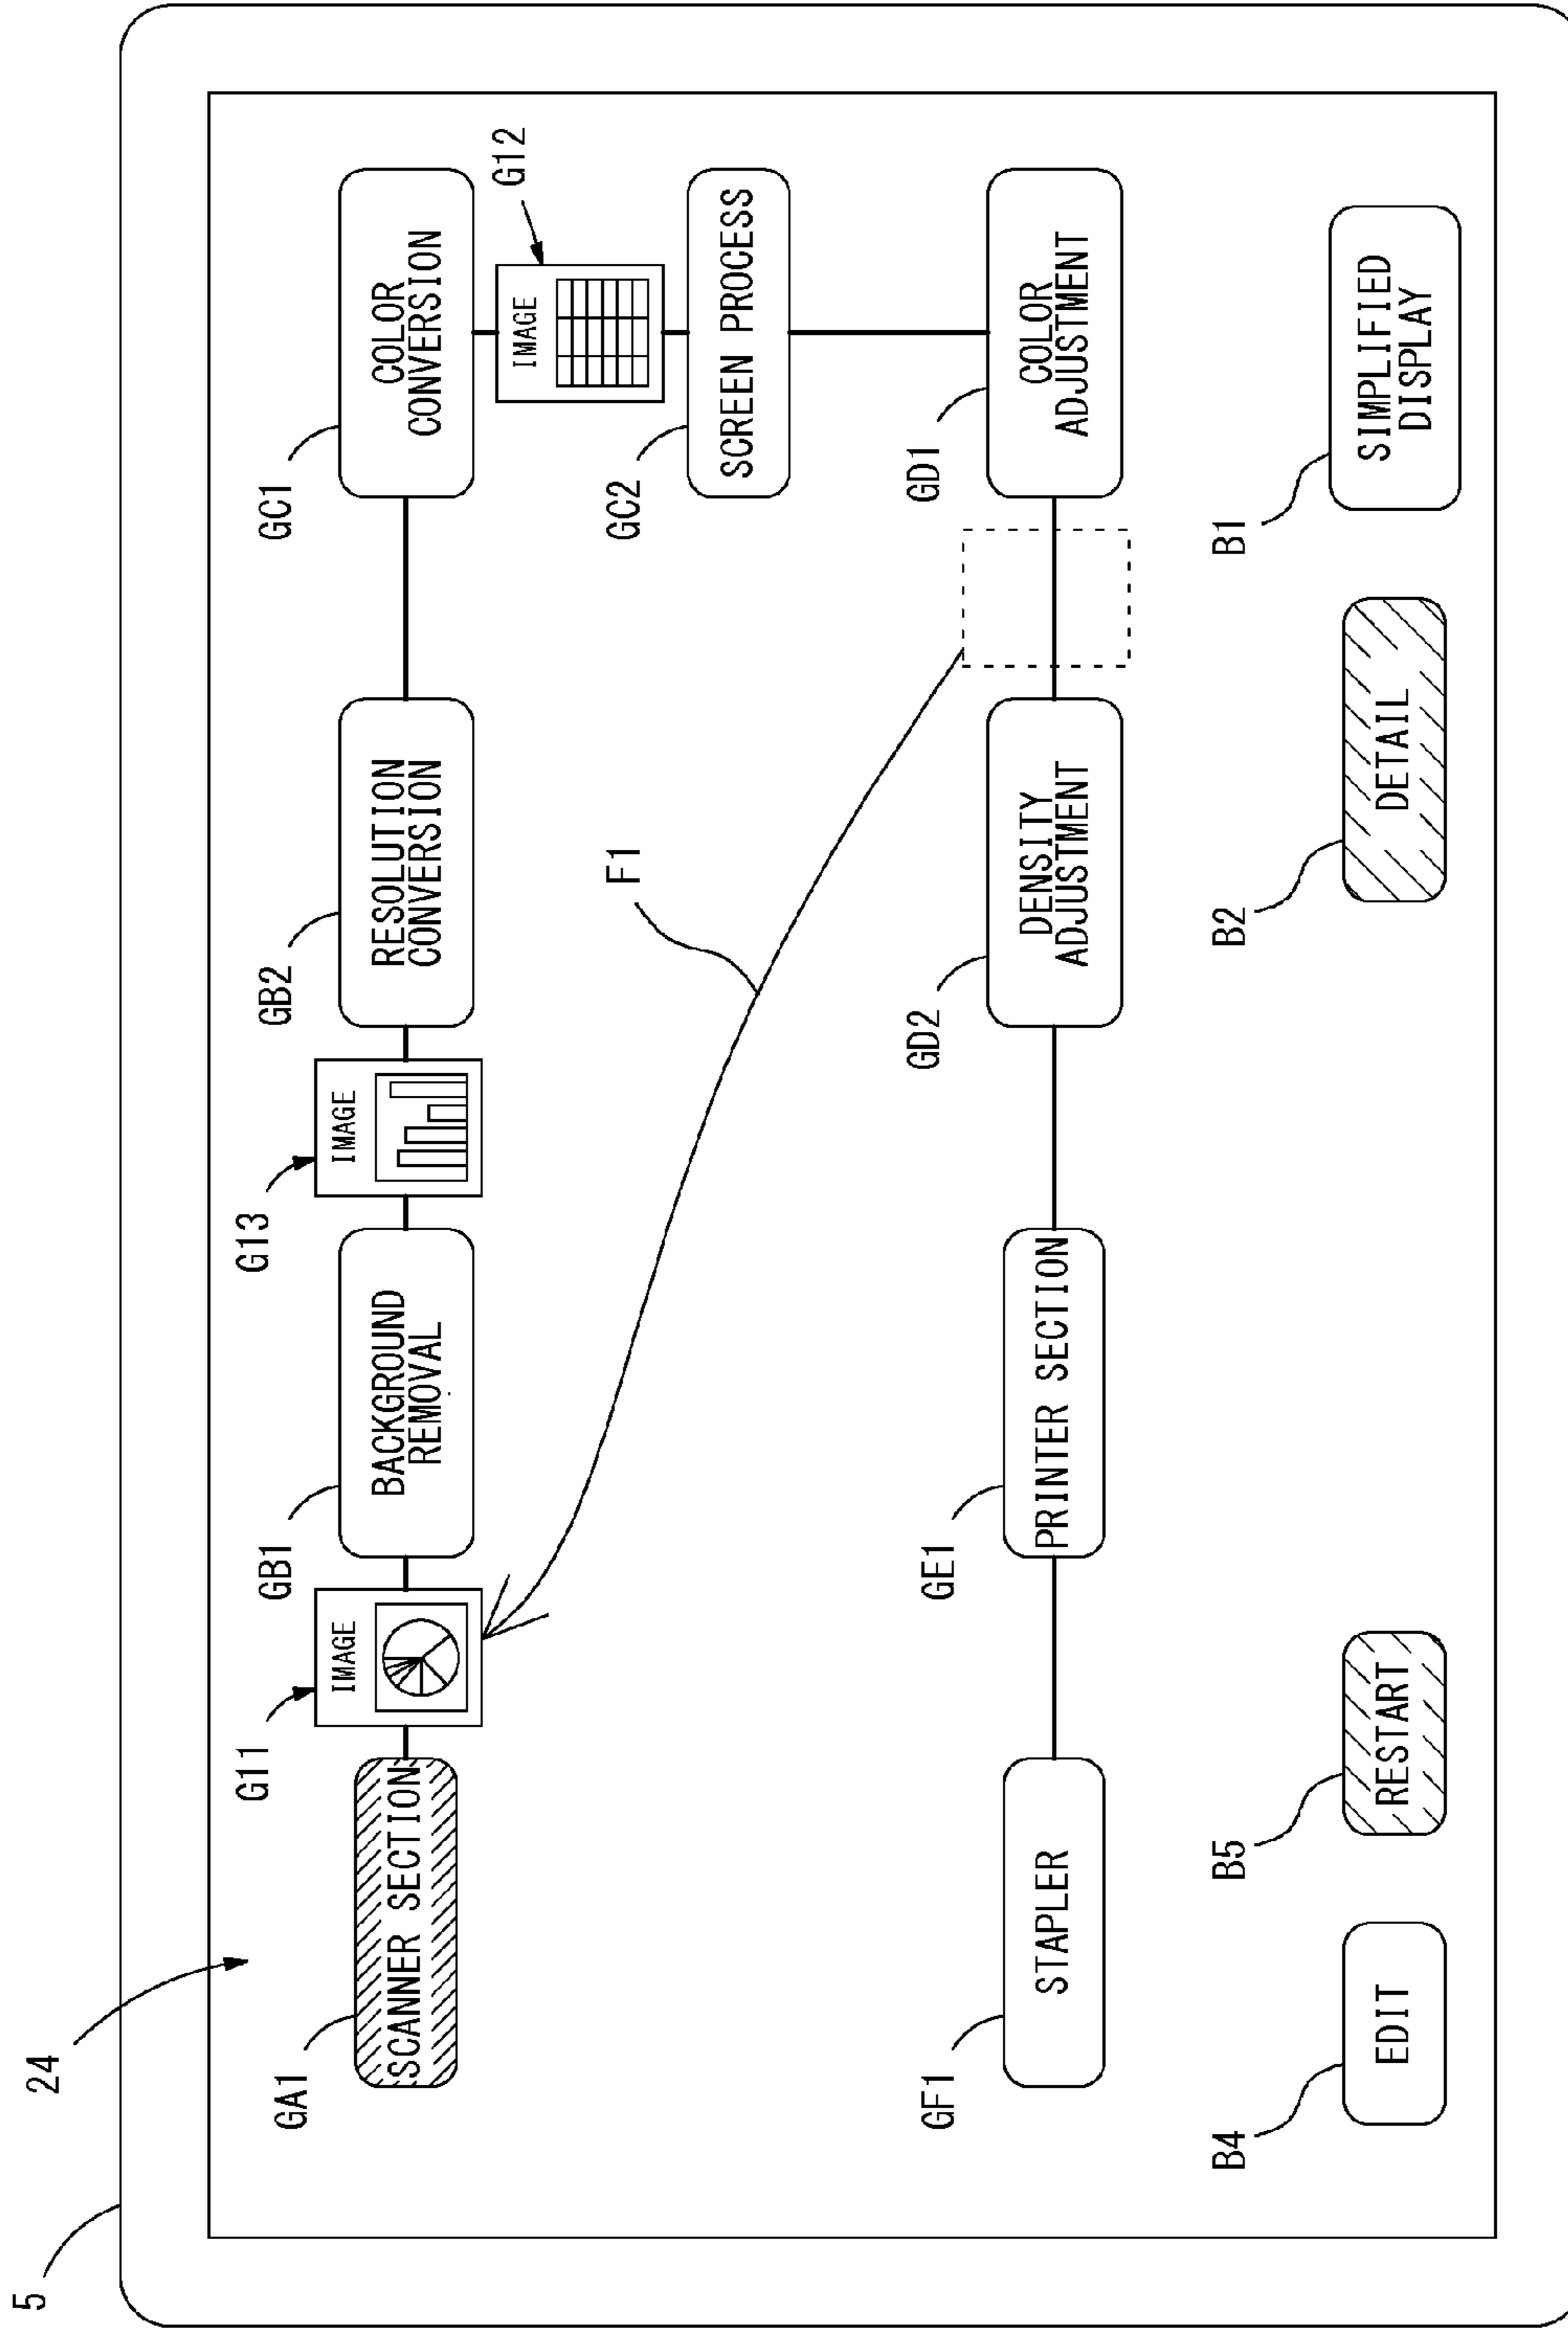 5
24
GA1
SCANNER SECTION
G11
IMAGE
GB1
BACKGROUND
REMOVAL
G13
IMAGE
GB2
RESOLUTION
CONVERSION
GC1
COLOR
CONVERSION
G12
IMAGE
GC2
SCREEN PROCESS
F1
GF1
STAPLER
GE1
PRINTER SECTION
GD2
DENSITY
ADJUSTMENT
GD1
COLOR
ADJUSTMENT
B4
EDIT
B5
RESTART
B2
DETAIL
B1
SIMPLIFIED
DISPLAY